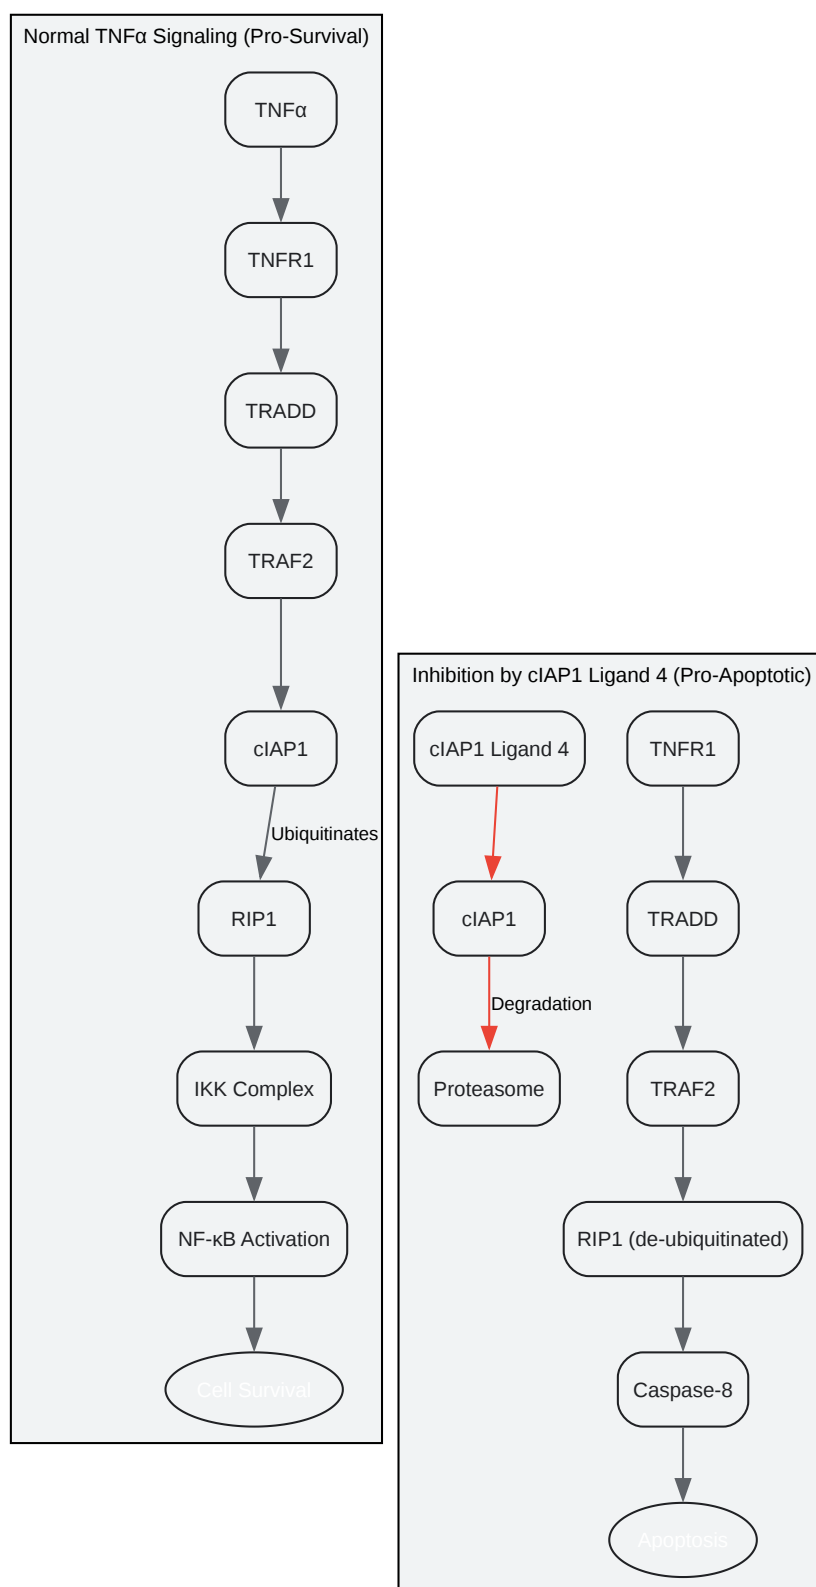 Normal TNFα Signaling (Pro-Survival)
TNFα
TNFR1
TRADD
TRAF2
cIAP1
Ubiquitinates
RIP1
IKK Complex
NF-κB Activation
Cell Survival
Inhibition by cIAP1 Ligand 4 (Pro-Apoptotic)
cIAP1 Ligand 4
cIAP1
Degradation
Proteasome
TNFR1
TRADD
TRAF2
RIP1 (de-ubiquitinated)
Caspase-8
Apoptosis